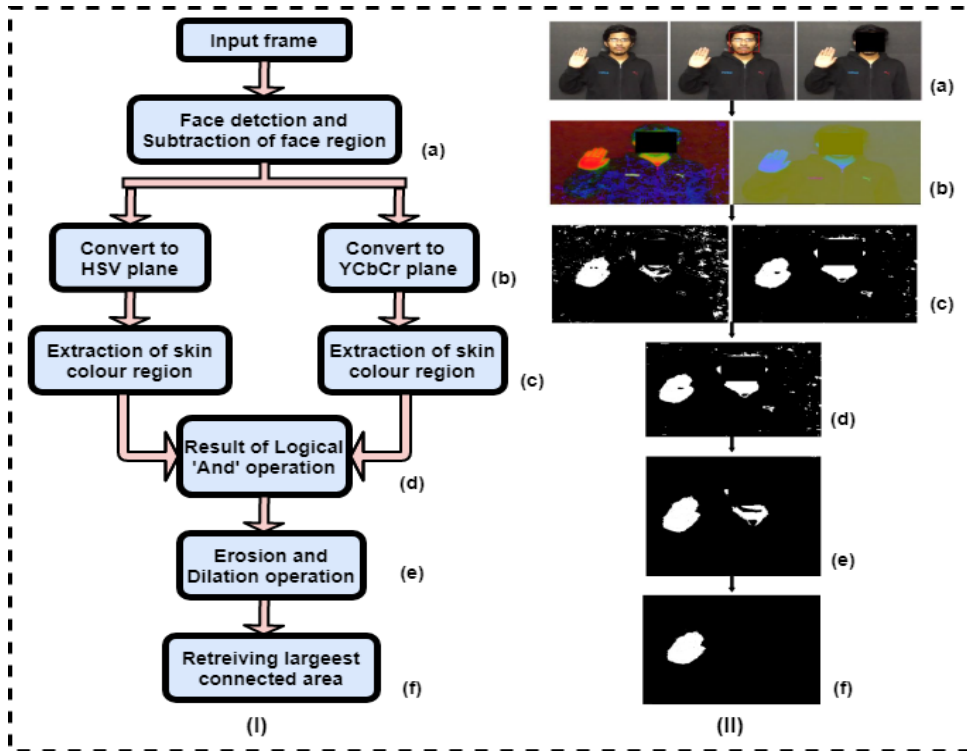 Input frame
Face detction and
Subtraction of face region
(a)
Convert to
HSV plane
Convert to
YCbCr plane
(b)
Extraction of skin
colour region
Extraction of skin
colour region
(c)
Result of Logical
'And' operation
(d)
Erosion and
Dilation operation
(e)
Retreiving largeest
connected area
(f)
(I)
(a)
(b)
(c)
(d)
(e)
(f)
(II)